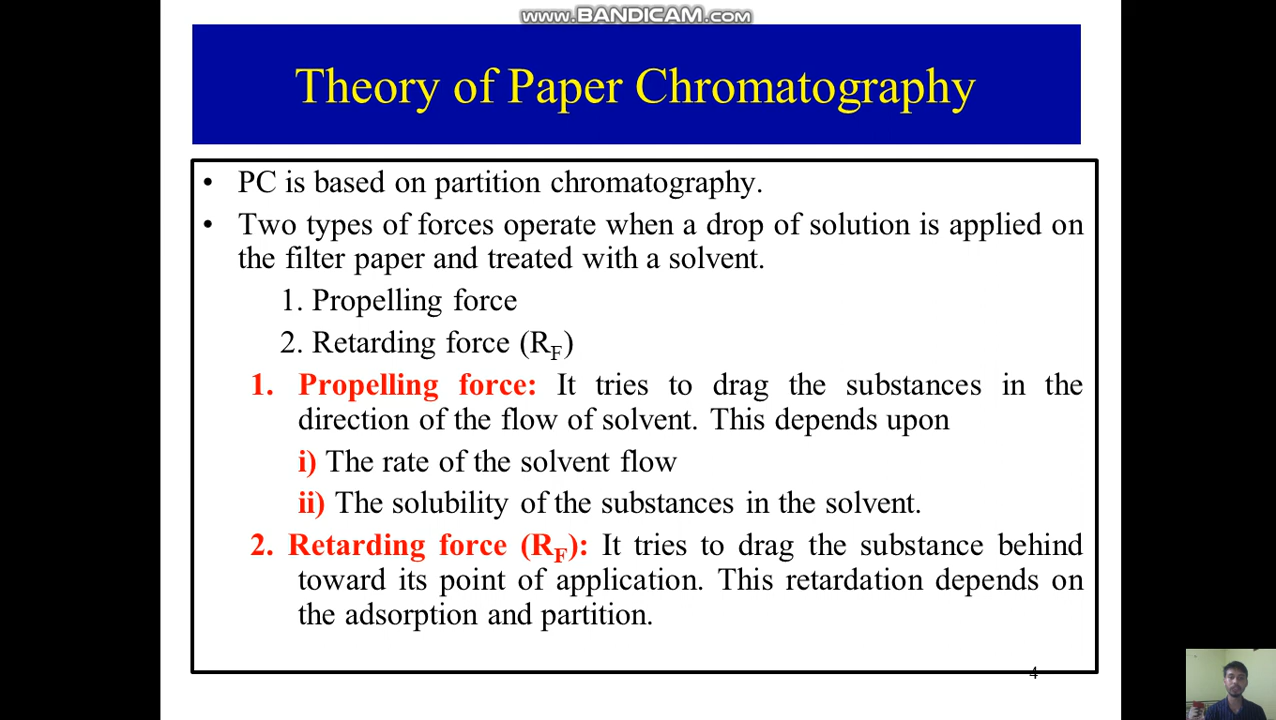 www.BANDICAM.com
Theory of Paper Chromatography
• PC is based on partition chromatography.
• Two types of forces operate when a drop of solution is applied on
the filter paper and treated with a solvent.
1. Propelling force
2. Retarding force (RF)
1. Propelling force: It tries to drag the substances in the
direction of the flow of solvent. This depends upon
i) The rate of the solvent flow
ii) The solubility of the substances in the solvent.
2. Retarding force (RF): It tries to drag the substance behind
toward its point of application. This retardation depends on
the adsorption and partition.
4